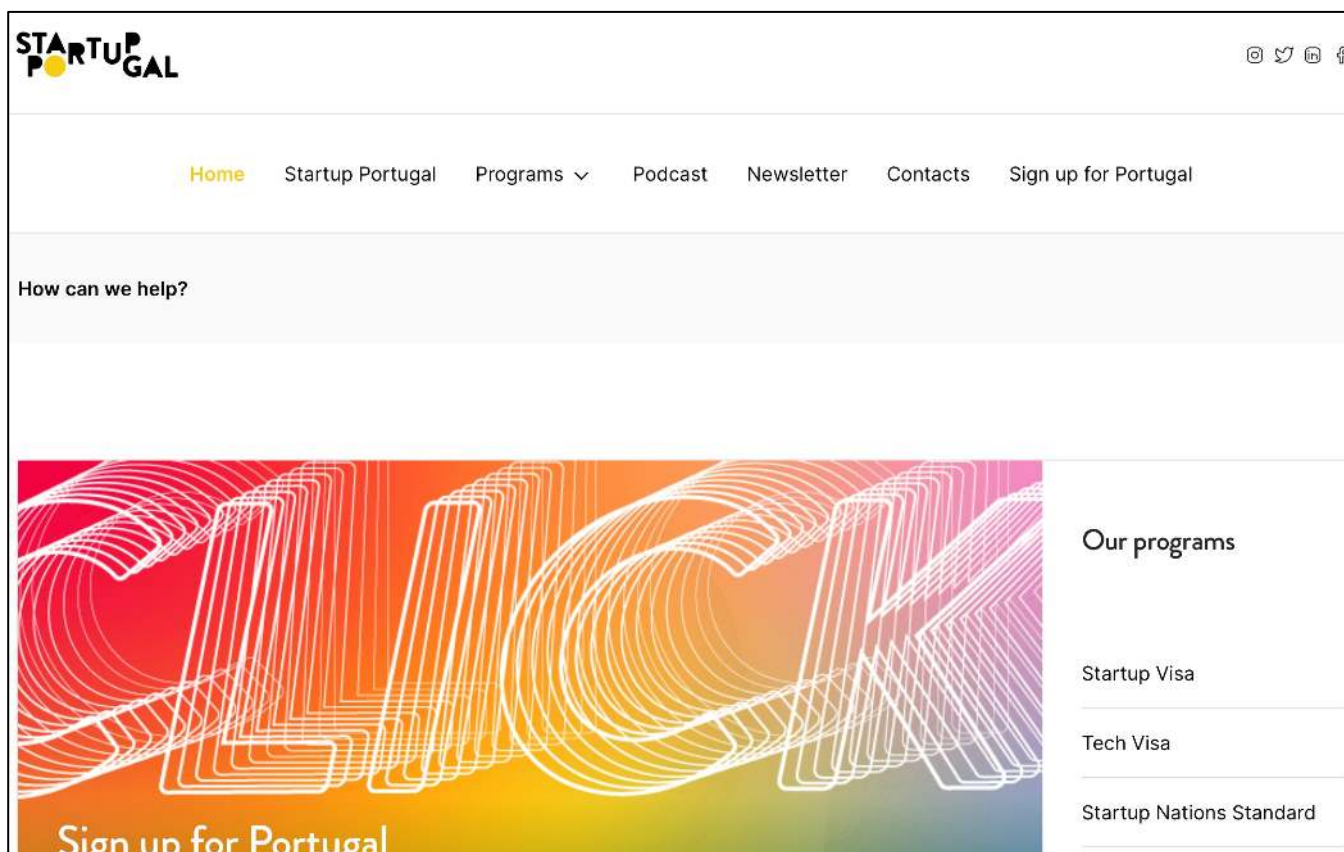 STARTUP
PORTUGAL
Home Startup Portugal Programs Podcast Newsletter Contacts Sign up for Portugal
How can we help?
CLICK
Our programs
Startup Visa
Tech Visa
Startup Nations Standard
Sign up for Portugal